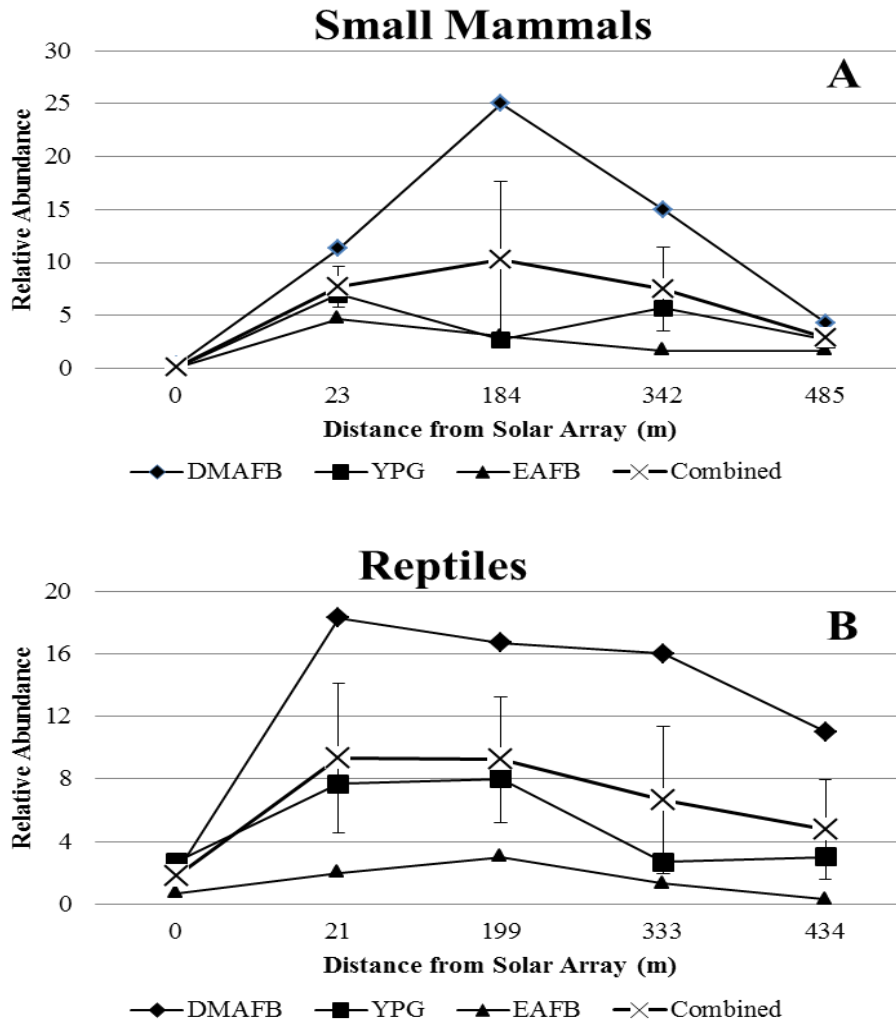 Small Mammals
A
30
25
20
15
10
5
0
Relative Abundance
0 23 184 342 485
Distance from Solar Array (m)
DMAFB YPG EAFB Combined
Reptiles
B
20
16
12
8
4
0
Relative Abundance
0 21 199 333 434
Distance from Solar Array (m)
DMAFB YPG EAFB Combined